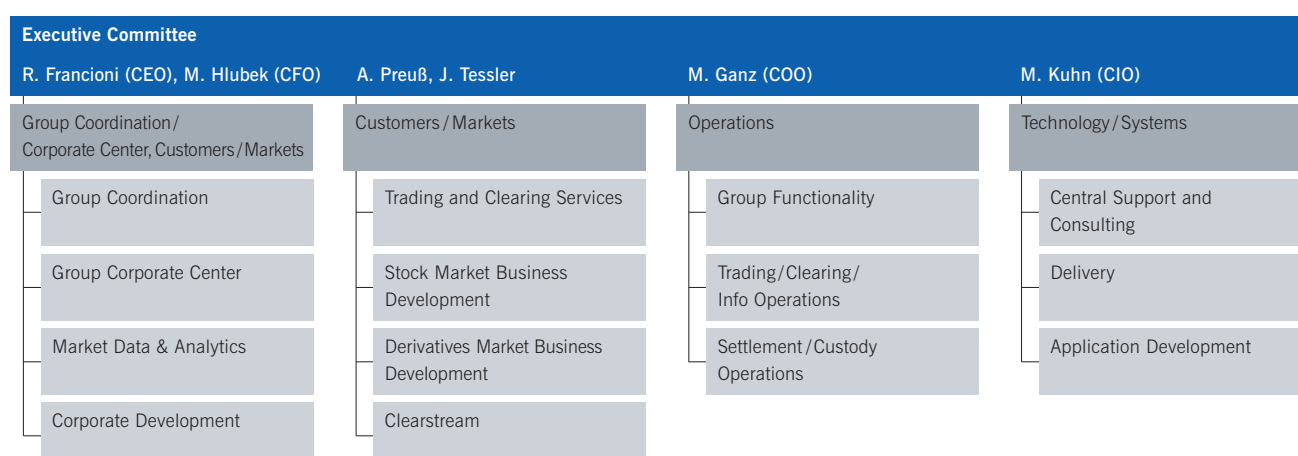 Executive Committee
R. Francioni (CEO), M. Hlubek (CFO)
A. Preuß, J. Tessler
M. Ganz (COO)
M. Kuhn (CIO)
Group Coordination/
Corporate Center, Customers/Markets
Group Coordination
Group Corporate Center
Market Data & Analytics
Corporate Development
Customers/Markets
Trading and Clearing Services
Stock Market Business
Development
Derivatives Market Business
Development
Clearstream
Operations
Group Functionality
Trading/Clearing/
Info Operations
Settlement/Custody
Operations
Technology/Systems
Central Support and
Consulting
Delivery
Application Development